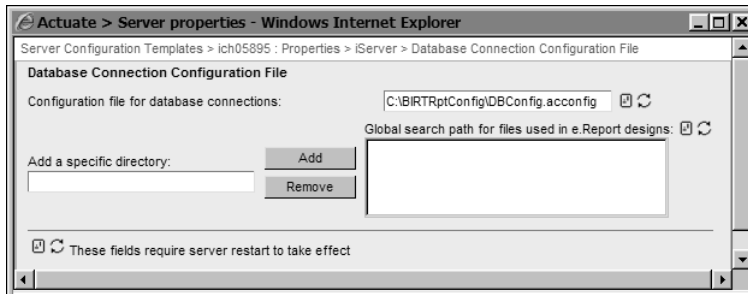 Actuate > Server properties - Windows Internet Explorer
Server Configuration Templates > ich05895 : Properties > iServer > Database Connection Configuration File
Database Connection Configuration File
Configuration file for database connections: C:\BIRTRptConfig\DBConfig.acconfig
Global search path for files used in e.Report designs:
Add a specific directory:
Add
Remove
These fields require server restart to take effect